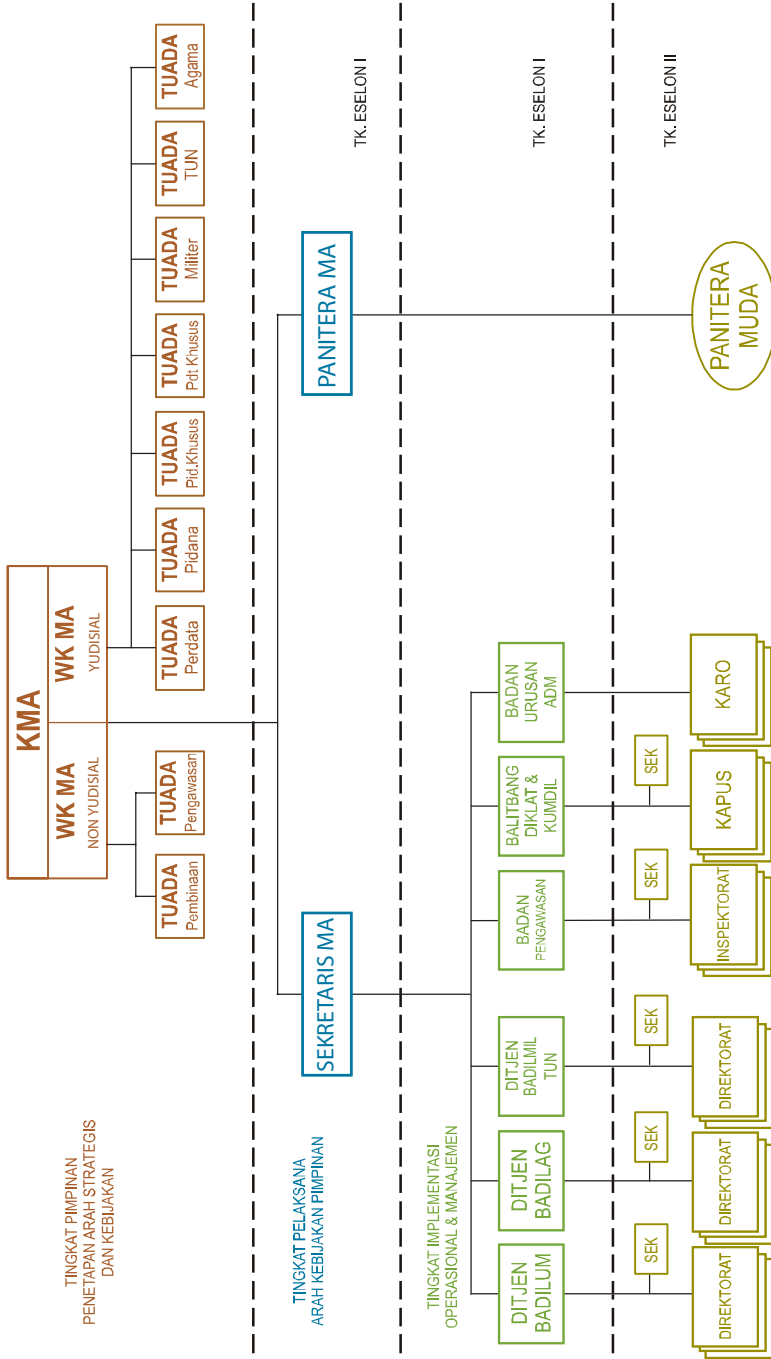 KMA
WK MA
NON YUDISIAL
WK MA
YUDISIAL
TINGKAT PIMPINAN
PENETAPAN ARAH STRATEGIS
DAN KEBIJAKAN
TUADA
Pembinaan
TUADA
Pengawasan
TUADA
Perdata
TUADA
Pidana
TUADA
Pid.Khusus
TUADA
Pdt Khusus
TUADA
Militer
TUADA
TUN
TUADA
Agama
TINGKAT PELAKSANA
ARAH KEBIJAKAN PIMPINAN
SEKRETARIS MA
PANITERA MA
TK. ESELON I
TINGKAT IMPLEMENTASI
OPERASIONAL & MANAJEMEN
DITJEN
BADILUM
DITJEN
BADILAG
DITJEN
BADILMIL
TUN
BADAN
PENGAWASAN
BALITBANG
DIKLAT &
KUMDIL
BADAN
URUSAN
ADM
TK. ESELON I
SEK
SEK
SEK
SEK
SEK
TK. ESELON II
DIREKTORAT
DIREKTORAT
DIREKTORAT
INSPEKTORAT
KAPUS
KARO
PANITERA
MUDA